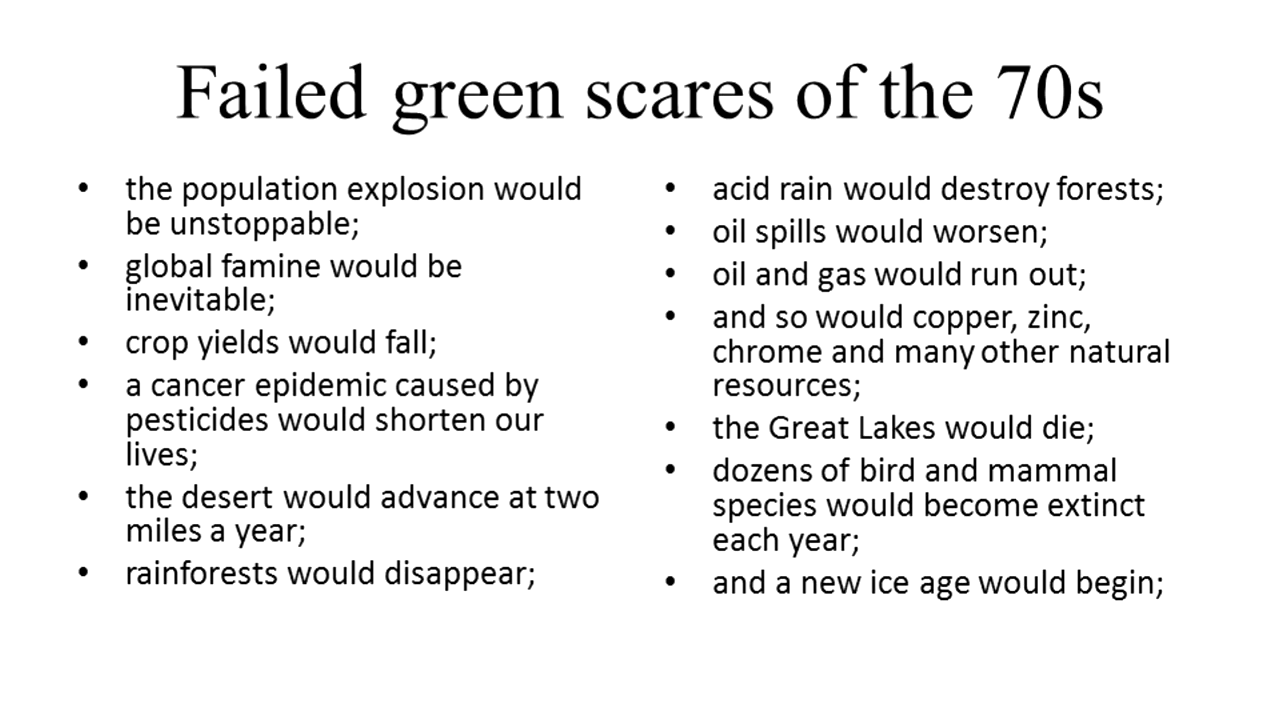 Failed green scares of the 70s
• the population explosion would
be unstoppable;
• global famine would be
inevitable;
• crop yields would fall;
• a cancer epidemic caused by
pesticides would shorten our
lives;
• the desert would advance at two
miles a year;
• rainforests would disappear;
• acid rain would destroy forests;
• oil spills would worsen;
• oil and gas would run out;
• and so would copper, zinc,
chrome and many other natural
resources;
• the Great Lakes would die;
• dozens of bird and mammal
species would become extinct
each year;
• and a new ice age would begin;